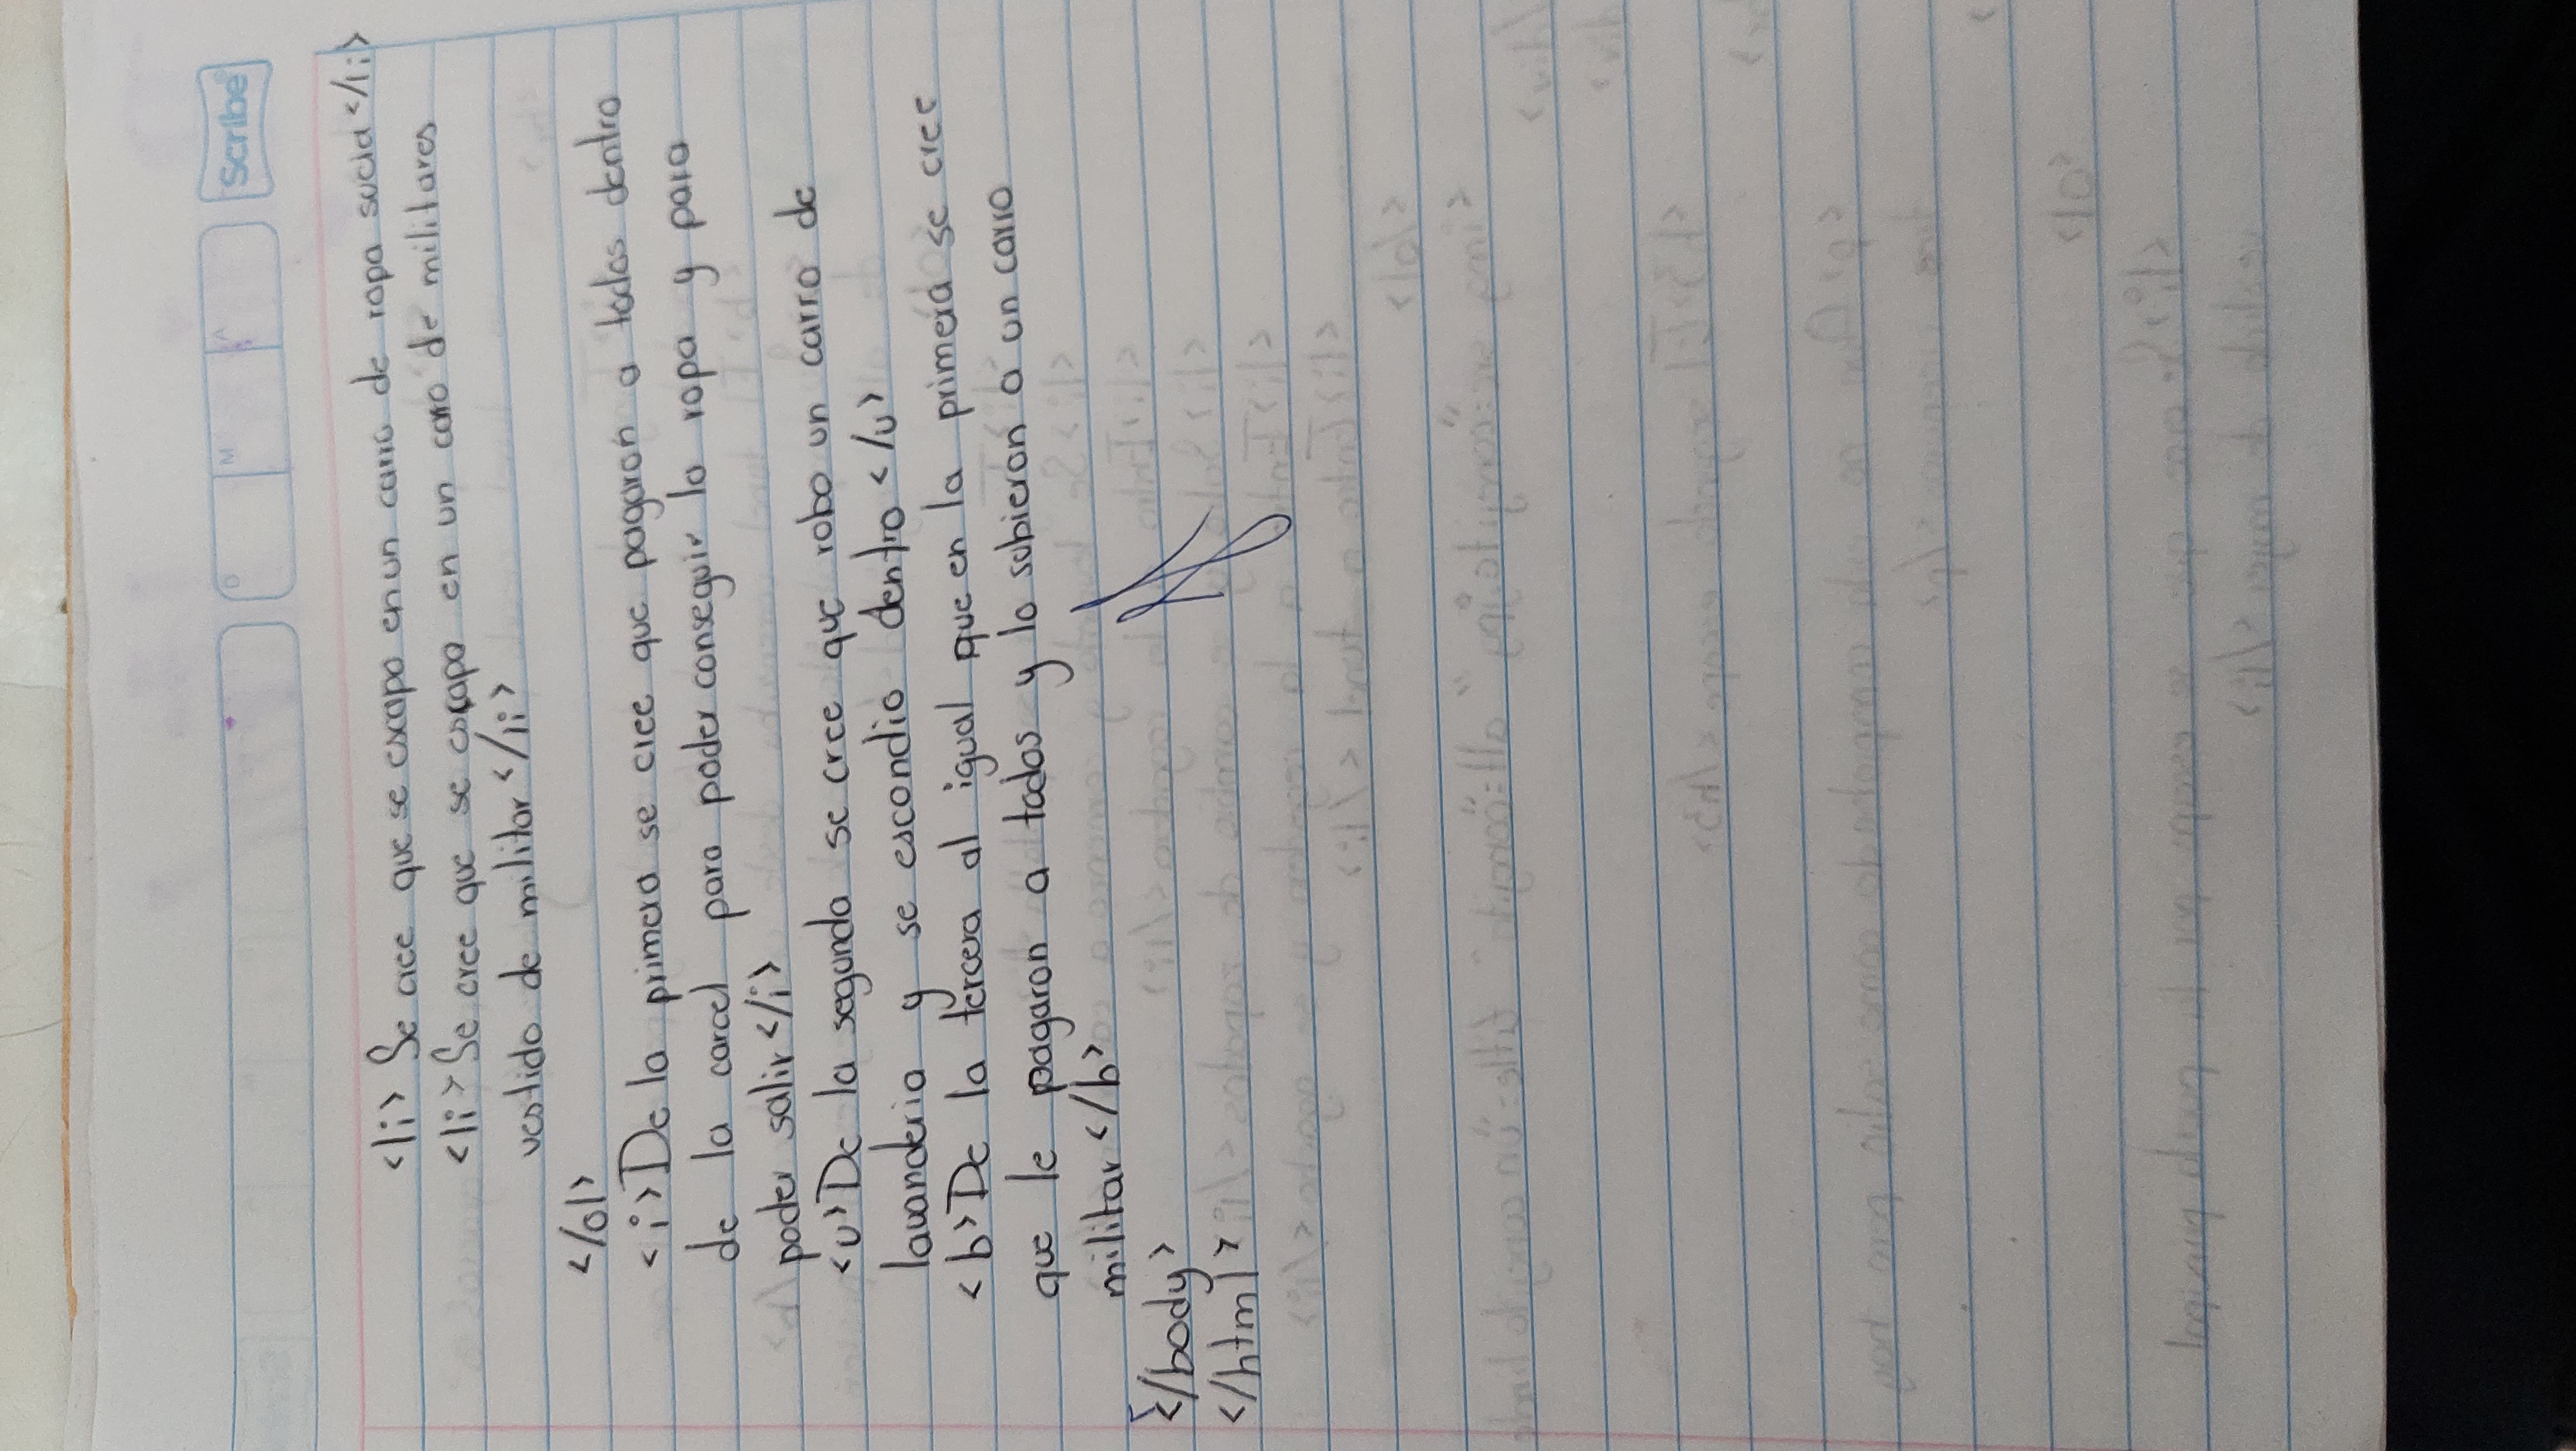 D M A Scribe
<li> Se cree que se escapo en un carro de ropa sucia </li>
<li> Se cree que se escapo en un carro de militares
vestido de militar </li>
</ol>
<i> De la primera se cree que pagaron a todos dentro
de la carcel para poder conseguir la ropa y para
poder salir </i>
<u> De la segunda se cree que robo un carro de
lavanderia y se escondio dentro </u>
<b> De la tercera al igual que en la primera se cree
que le pagaron a todos y lo subieron a un carro
militar </b>
</body>
</html>